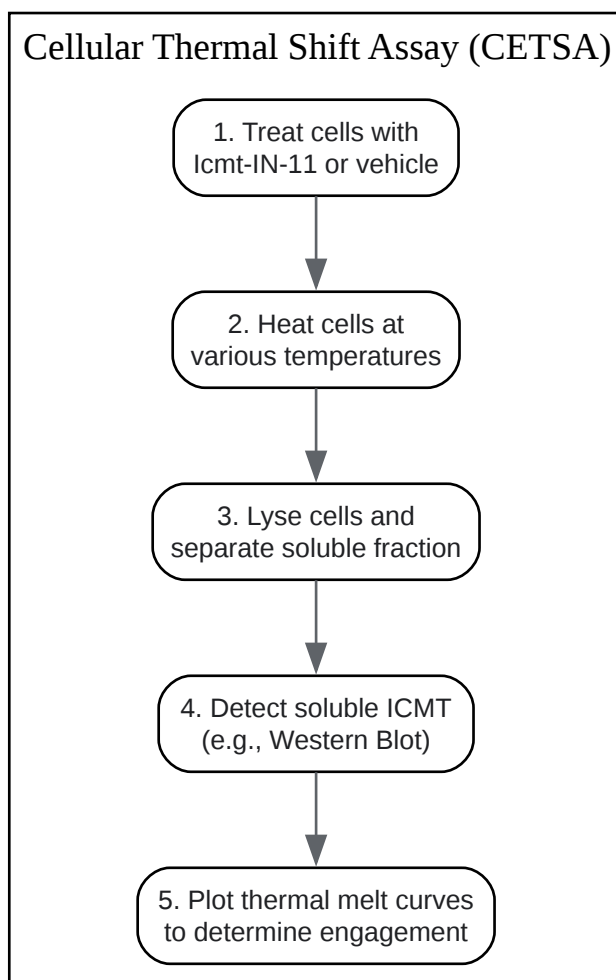 Cellular Thermal Shift Assay (CETSA)
1. Treat cells with
Icmt-IN-11 or vehicle
2. Heat cells at
various temperatures
3. Lyse cells and
separate soluble fraction
4. Detect soluble ICMT
(e.g., Western Blot)
5. Plot thermal melt curves
to determine engagement